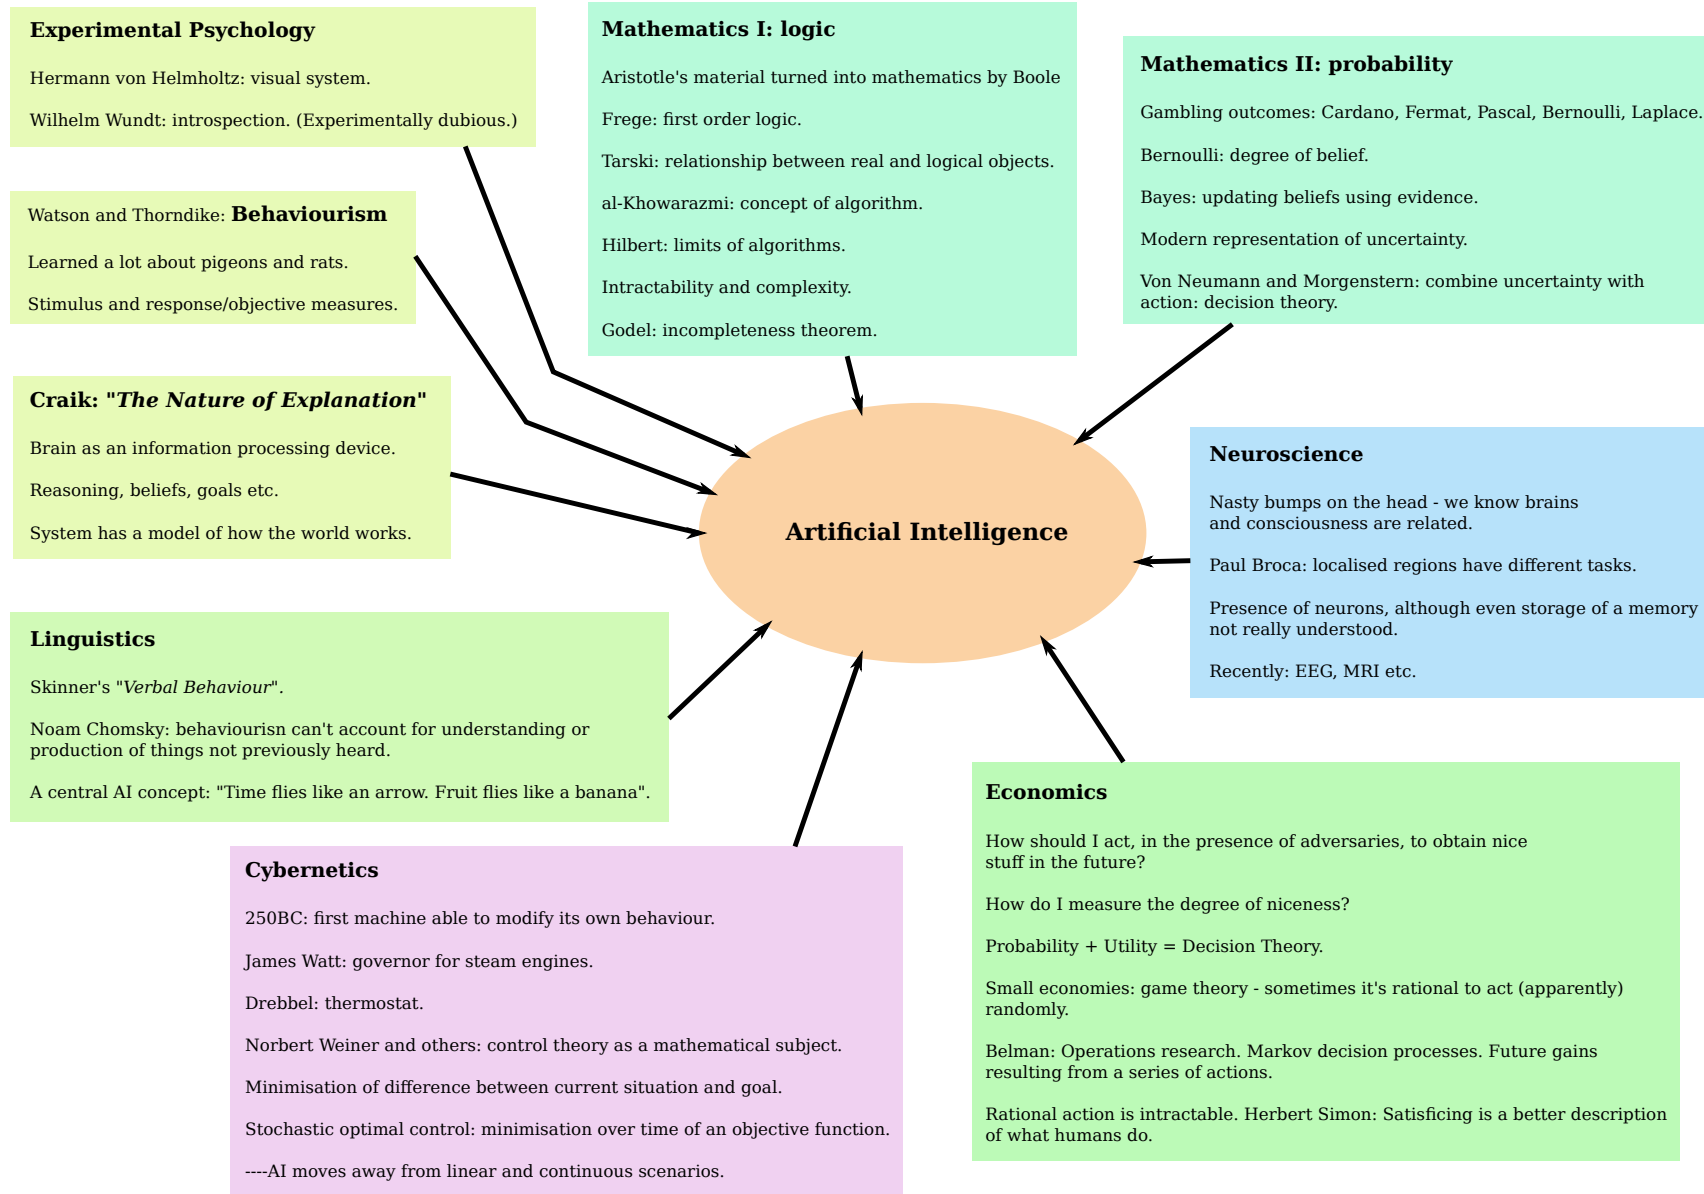 Experimental Psychology
Hermann von Helmholtz: visual system.
Wilhelm Wundt: introspection. (Experimentally dubious.)
Watson and Thorndike: Behaviourism
Learned a lot about pigeons and rats.
Stimulus and response/objective measures.
Craik: "The Nature of Explanation"
Brain as an information processing device.
Reasoning, beliefs, goals etc.
System has a model of how the world works.
Linguistics
Skinner's "Verbal Behaviour".
Noam Chomsky: behaviourisn can't account for understanding or
production of things not previously heard.
A central AI concept: "Time flies like an arrow. Fruit flies like a banana".
Cybernetics
250BC: first machine able to modify its own behaviour.
James Watt: governor for steam engines.
Drebbel: thermostat.
Norbert Weiner and others: control theory as a mathematical subject.
Minimisation of difference between current situation and goal.
Stochastic optimal control: minimisation over time of an objective function.
----AI moves away from linear and continuous scenarios.
Mathematics I: logic
Aristotle's material turned into mathematics by Boole
Frege: first order logic.
Tarski: relationship between real and logical objects.
al-Khowarazmi: concept of algorithm.
Hilbert: limits of algorithms.
Intractability and complexity.
Godel: incompleteness theorem.
Artificial Intelligence
Mathematics II: probability
Gambling outcomes: Cardano, Fermat, Pascal, Bernoulli, Laplace.
Bernoulli: degree of belief.
Bayes: updating beliefs using evidence.
Modern representation of uncertainty.
Von Neumann and Morgenstern: combine uncertainty with
action: decision theory.
Neuroscience
Nasty bumps on the head - we know brains
and consciousness are related.
Paul Broca: localised regions have different tasks.
Presence of neurons, although even storage of a memory
not really understood.
Recently: EEG, MRI etc.
Economics
How should I act, in the presence of adversaries, to obtain nice
stuff in the future?
How do I measure the degree of niceness?
Probability + Utility = Decision Theory.
Small economies: game theory - sometimes it's rational to act (apparently)
randomly.
Belman: Operations research. Markov decision processes. Future gains
resulting from a series of actions.
Rational action is intractable. Herbert Simon: Satisficing is a better description
of what humans do.